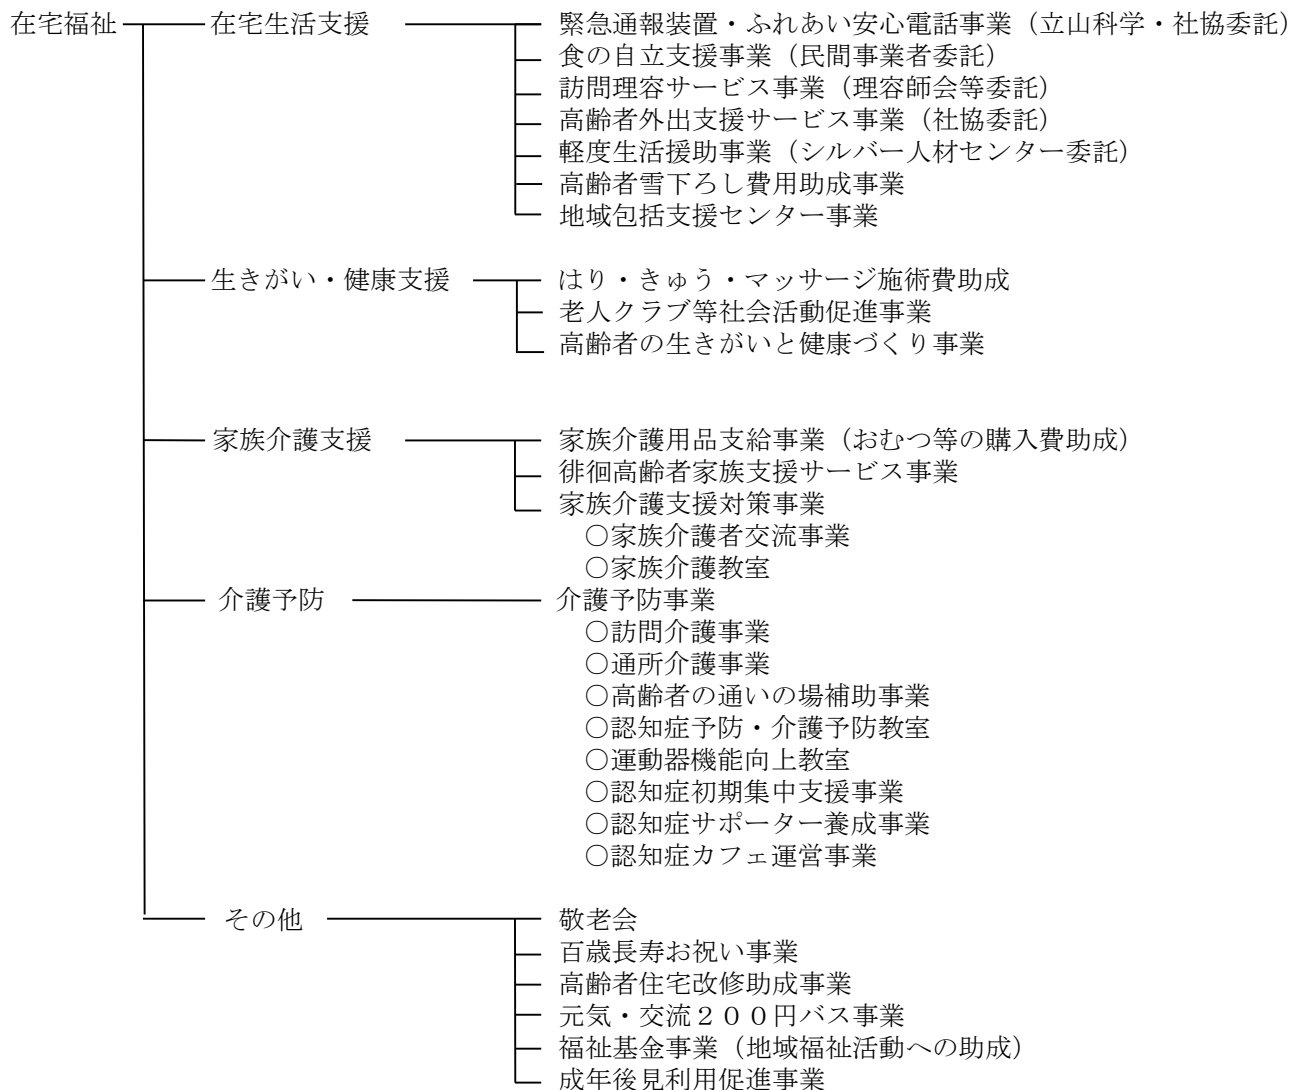 在宅福祉 在宅生活支援 緊急通報装置・ふれあい安心電話事業（立山科学・社協委託）
食の自立支援事業（民間事業者委託）
訪問理容サービス事業（理容師会等委託）
高齢者外出支援サービス事業（社協委託）
軽度生活援助事業（シルバー人材センター委託）
高齢者雪下ろし費用助成事業
地域包括支援センター事業
生きがい・健康支援 はり・きゅう・マッサージ施術費助成
老人クラブ等社会活動促進事業
高齢者の生きがいと健康づくり事業
家族介護支援 家族介護用品支給事業（おむつ等の購入費助成）
徘徊高齢者家族支援サービス事業
家族介護支援対策事業
○家族介護者交流事業
○家族介護教室
介護予防 介護予防事業
○訪問介護事業
○通所介護事業
○高齢者の通いの場補助事業
○認知症予防・介護予防教室
○運動器機能向上教室
○認知症初期集中支援事業
○認知症サポーター養成事業
○認知症カフェ運営事業
その他 敬老会
百歳長寿お祝い事業
高齢者住宅改修助成事業
元気・交流２００円バス事業
福祉基金事業（地域福祉活動への助成）
成年後見利用促進事業